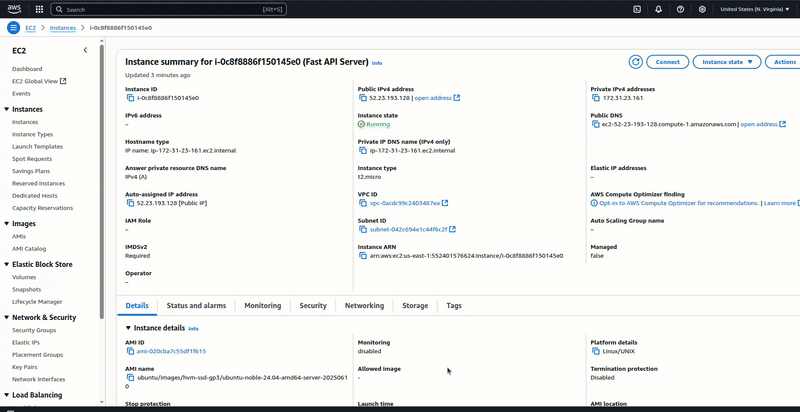 aws
Search
[Alt+S]
United States (N. Virginia)
EC2
Instances
i-0c8f8886f150145e0
EC2
Dashboard
EC2 Global View
Events
Instances
Instances
Instance Types
Launch Templates
Spot Requests
Savings Plans
Reserved Instances
Dedicated Hosts
Capacity Reservations
Images
AMIs
AMI Catalog
Elastic Block Store
Volumes
Snapshots
Lifecycle Manager
Network & Security
Security Groups
Elastic IPs
Placement Groups
Key Pairs
Network Interfaces
Load Balancing
Instance summary for i-0c8f8886f150145e0 (Fast API Server) Info
Updated 3 minutes ago
Connect
Instance state
Actions
Instance ID
i-0c8f8886f150145e0
Public IPv4 address
52.23.193.128 | open address
Private IPv4 addresses
172.31.23.161
IPv6 address
–
Instance state
Running
Public DNS
ec2-52-23-193-128.compute-1.amazonaws.com | open address
Hostname type
IP name: ip-172-31-23-161.ec2.internal
Private IP DNS name (IPv4 only)
ip-172-31-23-161.ec2.internal
Answer private resource DNS name
IPv4 (A)
Instance type
t2.micro
Elastic IP addresses
–
Auto-assigned IP address
52.23.193.128 [Public IP]
VPC ID
vpc-0acdc99c2403487ea
AWS Compute Optimizer finding
Opt-in to AWS Compute Optimizer for recommendations. | Learn more
IAM Role
–
Subnet ID
subnet-042c694e1c44f6c2f
Auto Scaling Group name
–
IMDSv2
Required
Instance ARN
arn:aws:ec2:us-east-1:552401576624:instance/i-0c8f8886f150145e0
Managed
false
Operator
–
Details
Status and alarms
Monitoring
Security
Networking
Storage
Tags
Instance details Info
AMI ID
ami-020cba7c55df1f615
Monitoring
disabled
Platform details
Linux/UNIX
AMI name
ubuntu/images/hvm-ssd-gp3/ubuntu-noble-24.04-amd64-server-2025061
0
Allowed image
-
Termination protection
Disabled
Stop protection
Launch time
AMI location